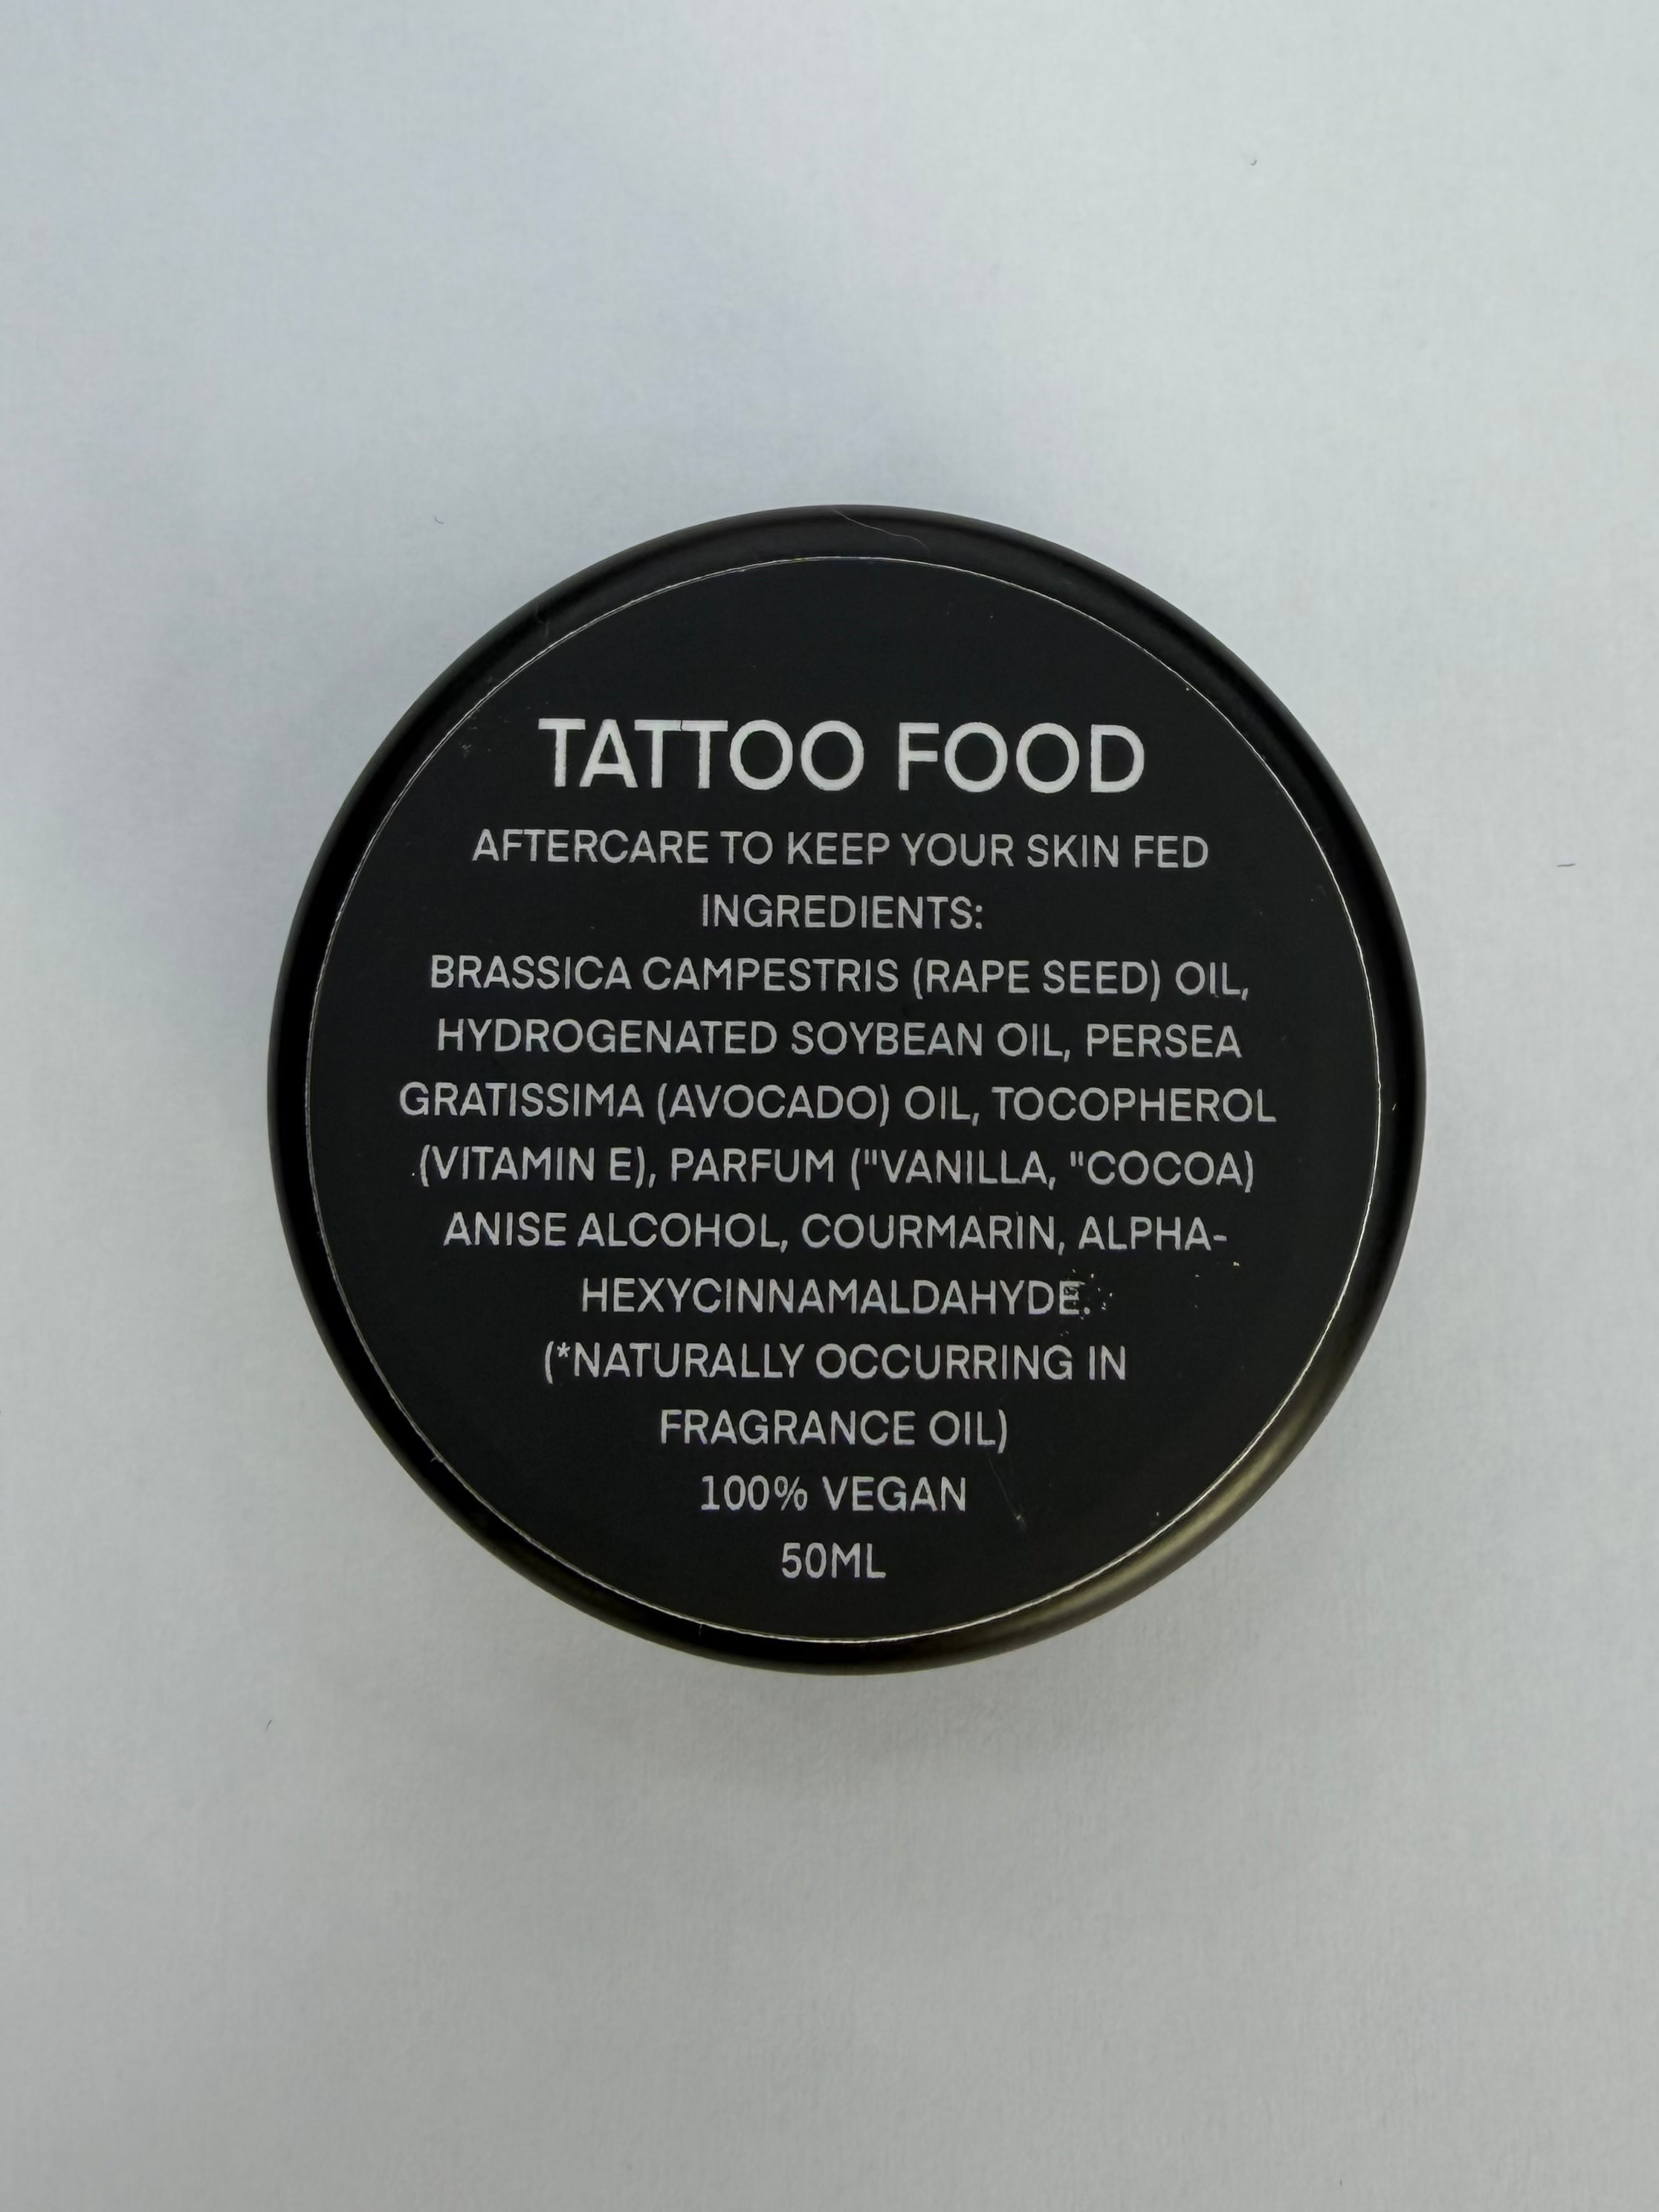 TATTOO FOOD
AFTERCARE TO KEEP YOUR SKIN FED
INGREDIENTS:
BRASSICA CAMPESTRIS (RAPE SEED) OIL,
HYDROGENATED SOYBEAN OIL, PERSEA
GRATISSIMA (AVOCADO) OIL, TOCOPHEROL
(VITAMIN E), PARFUM ("VANILLA, "COCOA)
ANISE ALCOHOL, COURMARIN, ALPHA-
HEXYCINNAMALDAHYDE.
(*NATURALLY OCCURRING IN
FRAGRANCE OIL)
100% VEGAN
50ML